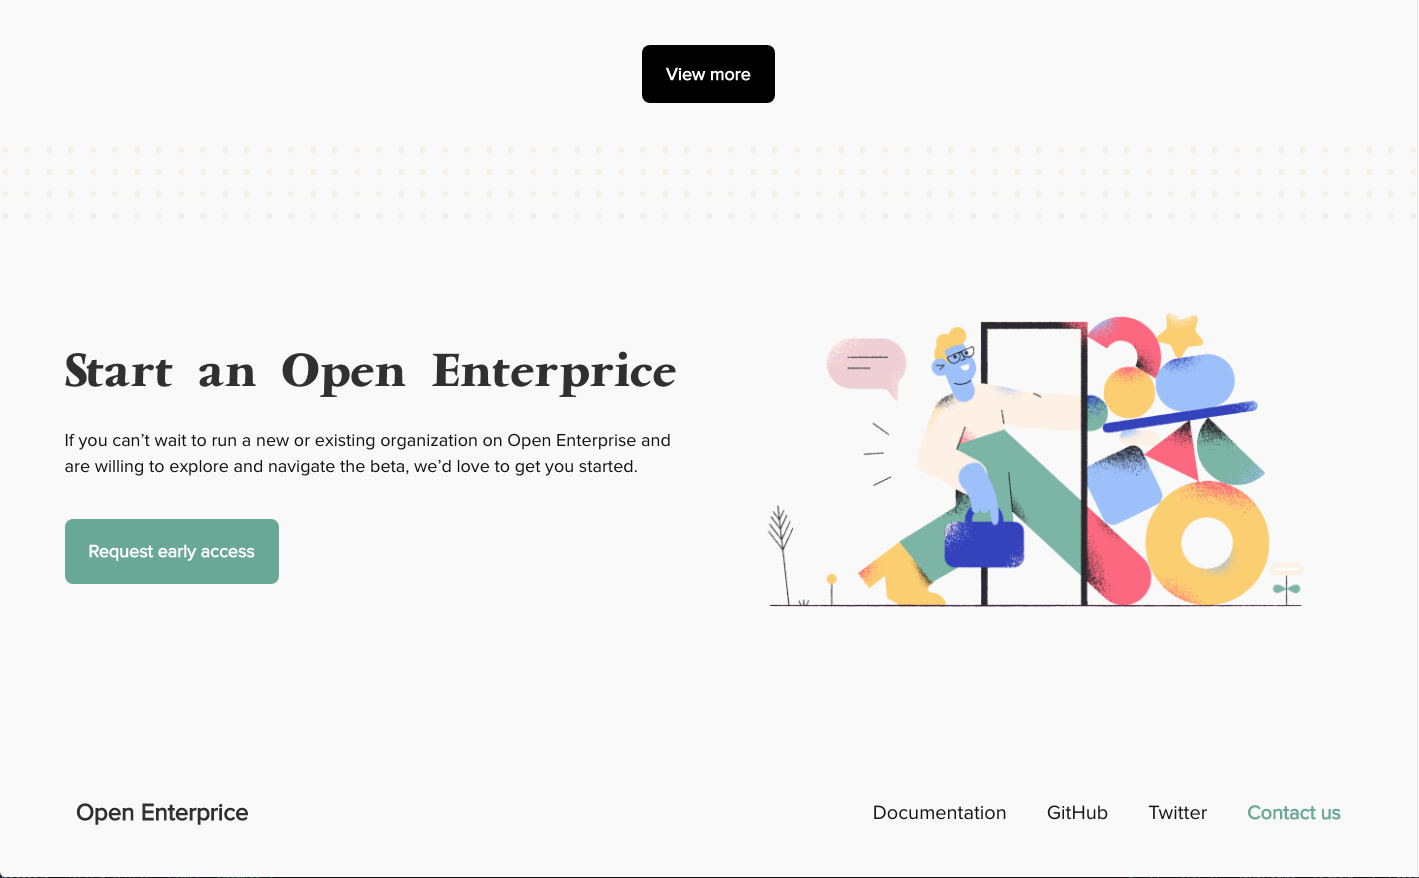 View more
Start an Open Enterprice
If you can’t wait to run a new or existing organization on Open Enterprise and
are willing to explore and navigate the beta, we’d love to get you started.
Request early access
Open Enterprice
Documentation GitHub Twitter Contact us